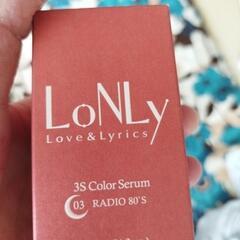 LoNLy
Love&Lyrics
3S Color Serum
03 RADIO 80'S